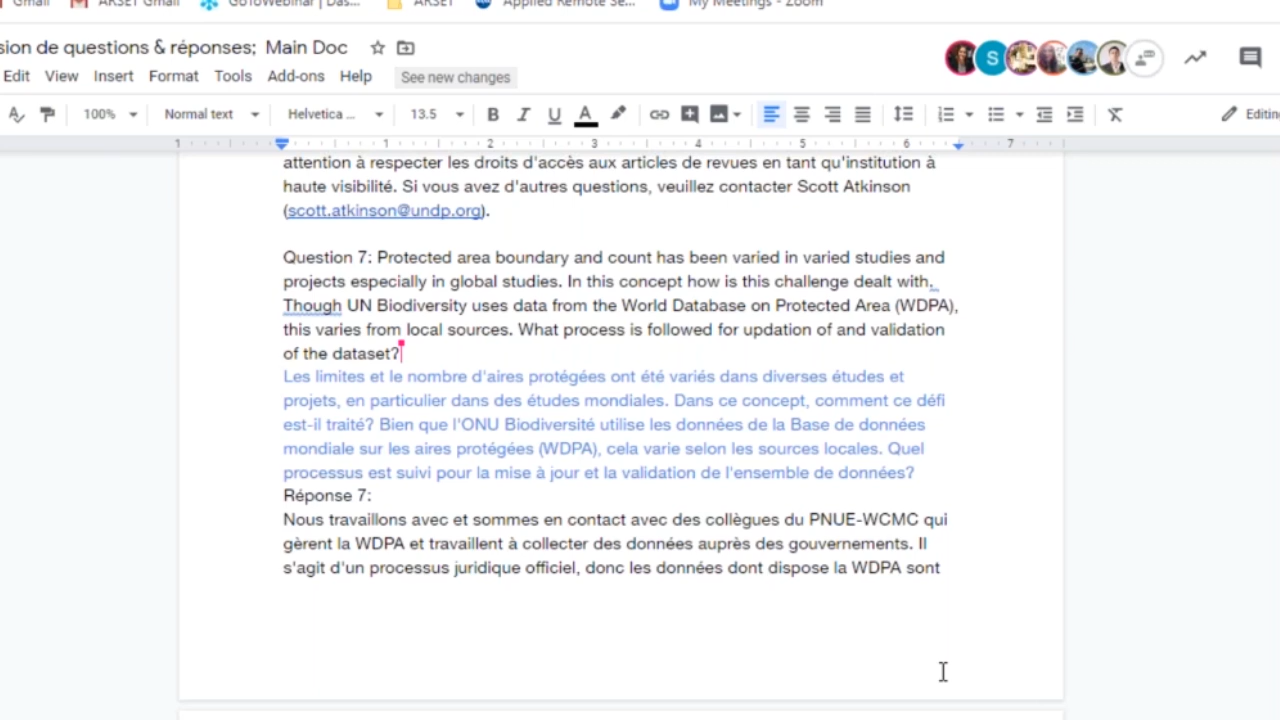 Gmail ARSET Gmail GoToWebinar | Das... ARSET Applied Remote Se... My Meetings - Zoom
sion de questions & réponses; Main Doc
Edit View Insert Format Tools Add-ons Help See new changes
S
100% Normal text Helvetica ... 13.5 B I U A Editing
1 1 2 3 4 5 6 7
attention à respecter les droits d'accès aux articles de revues en tant qu'institution à
haute visibilité. Si vous avez d'autres questions, veuillez contacter Scott Atkinson
(scott.atkinson@undp.org).
Question 7: Protected area boundary and count has been varied in varied studies and
projects especially in global studies. In this concept how is this challenge dealt with,
Though UN Biodiversity uses data from the World Database on Protected Area (WDPA),
this varies from local sources. What process is followed for updation of and validation
of the dataset?
Les limites et le nombre d'aires protégées ont été variés dans diverses études et
projets, en particulier dans des études mondiales. Dans ce concept, comment ce défi
est-il traité? Bien que l'ONU Biodiversité utilise les données de la Base de données
mondiale sur les aires protégées (WDPA), cela varie selon les sources locales. Quel
processus est suivi pour la mise à jour et la validation de l'ensemble de données?
Réponse 7:
Nous travaillons avec et sommes en contact avec des collègues du PNUE-WCMC qui
gèrent la WDPA et travaillent à collecter des données auprès des gouvernements. Il
s'agit d'un processus juridique officiel, donc les données dont dispose la WDPA sont